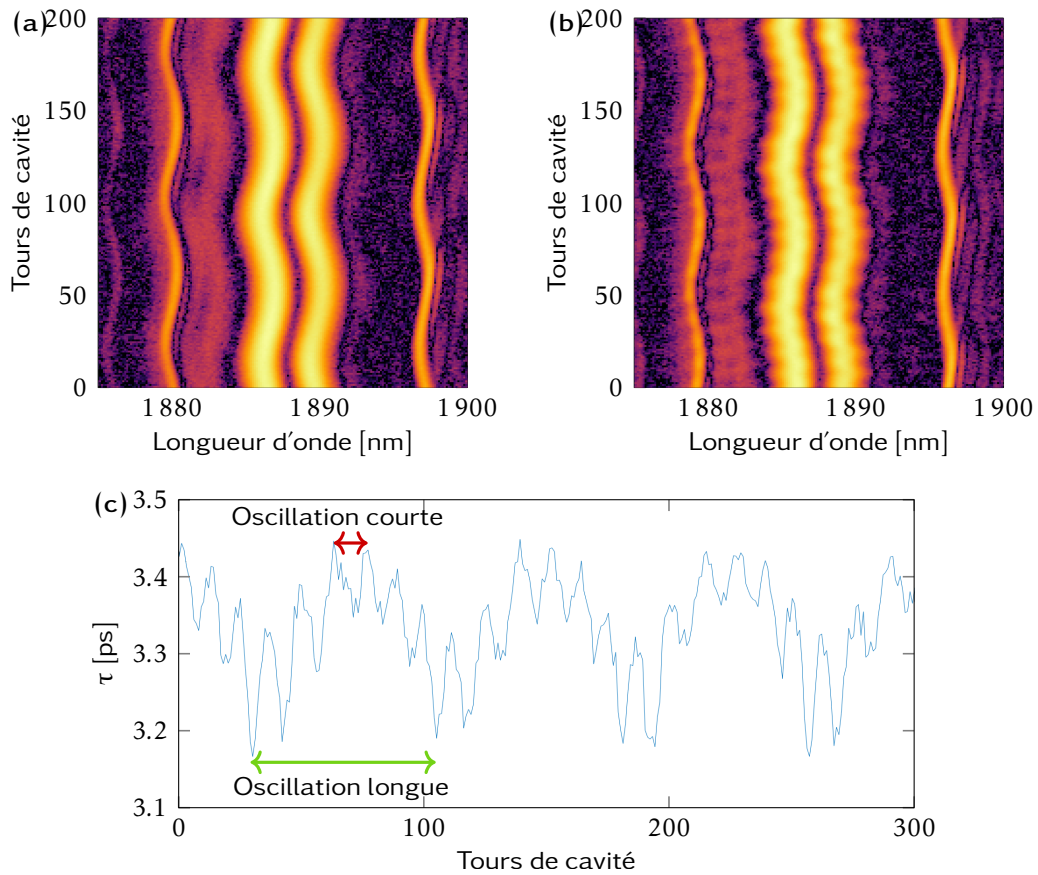 (a)
200
150
100
50
0
Tours de cavité
1 880
1 890
1 900
Longueur d'onde [nm]
(b)
200
150
100
50
0
Tours de cavité
1 880
1 890
1 900
Longueur d'onde [nm]
(c)
3.5
3.4
3.3
3.2
3.1
τ [ps]
Oscillation courte
Oscillation longue
0
100
200
300
Tours de cavité